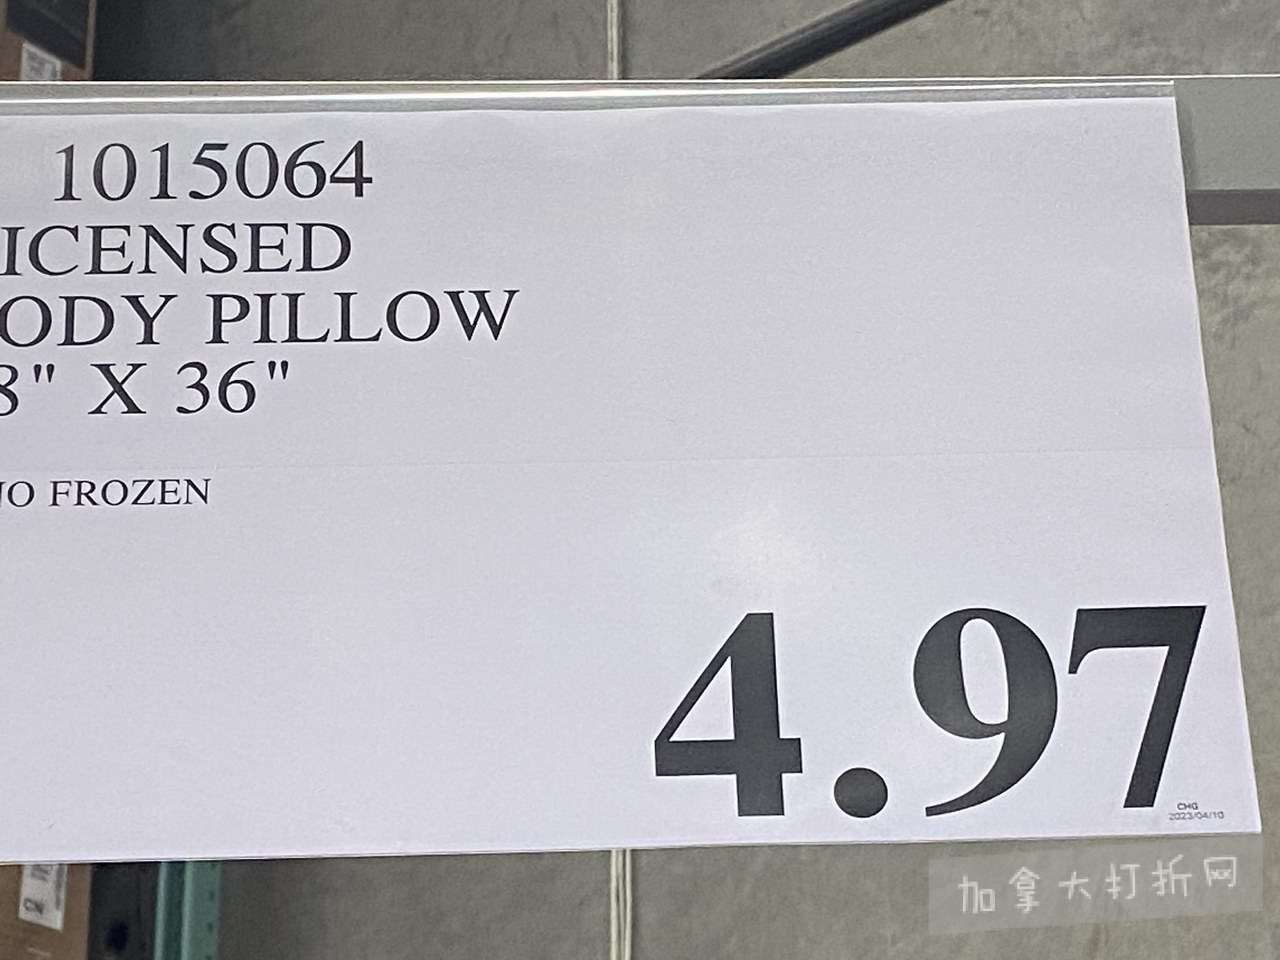 1015064
ICENSED
ODY PILLOW
8" X 36"
NO FROZEN
4.97
CHG
2023/04/10
加拿大打折网